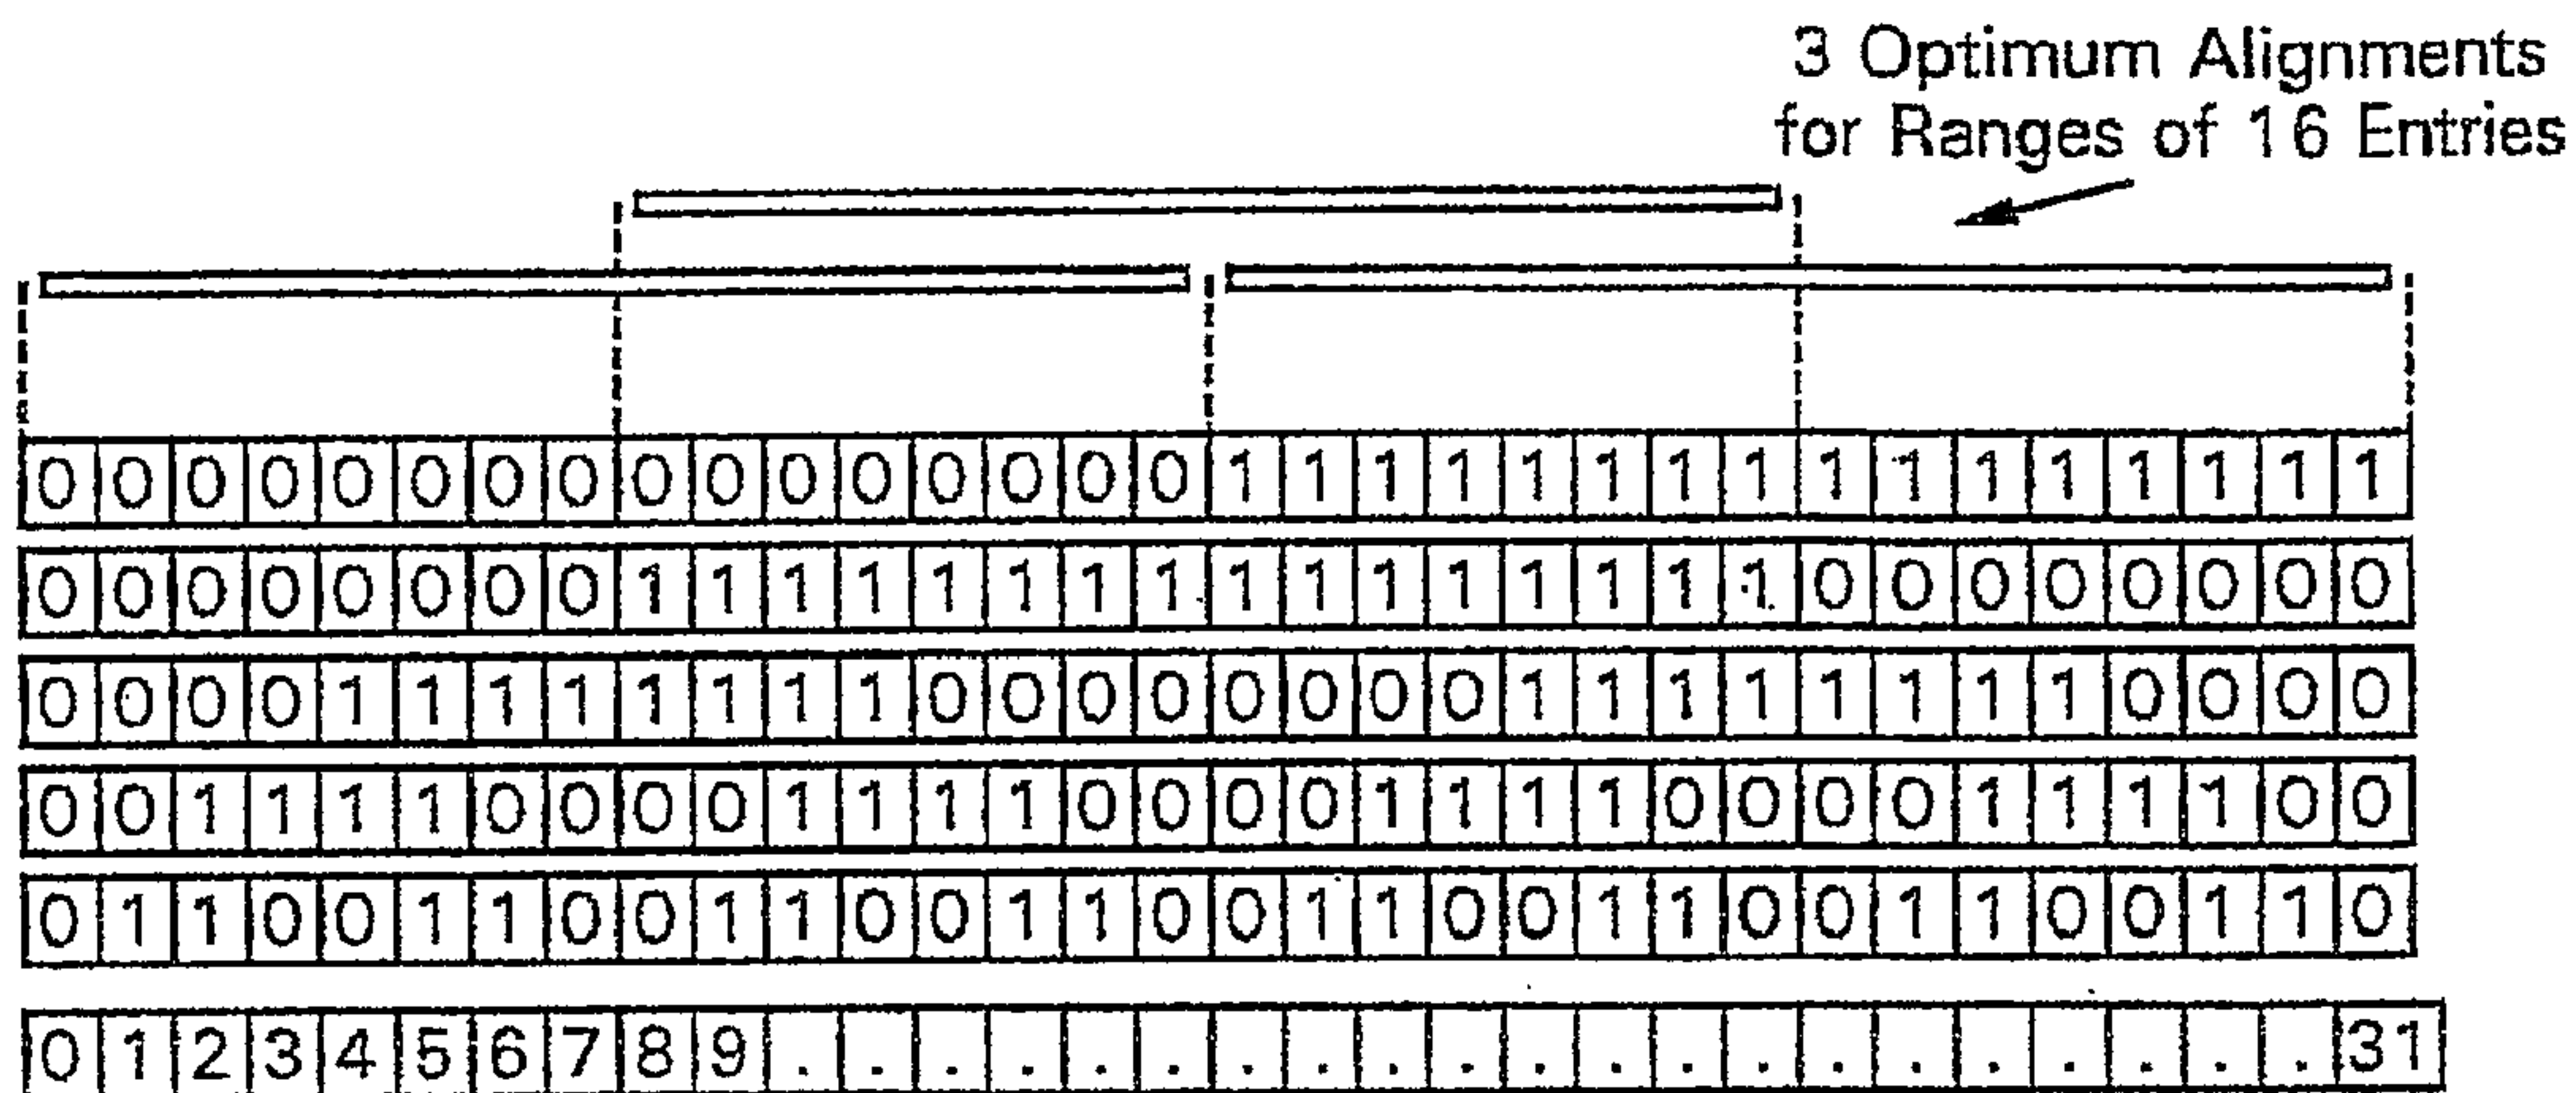 3 Optimum Alignments
for Ranges of 16 Entries
0 0 0 0 0 0 0 0 0 0 0 0 0 0 0 0 1 1 1 1 1 1 1 1 1 1 1 1 1 1 1 1
0 0 0 0 0 0 0 0 1 1 1 1 1 1 1 1 1 1 1 1 1 1 1 1 0 0 0 0 0 0 0 0
0 0 0 0 1 1 1 1 1 1 1 1 0 0 0 0 0 0 0 0 1 1 1 1 1 1 1 1 0 0 0 0
0 0 1 1 1 1 0 0 0 0 1 1 1 1 0 0 0 0 1 1 1 1 0 0 0 0 1 1 1 1 0 0
0 1 1 0 0 1 1 0 0 1 1 0 0 1 1 0 0 1 1 0 0 1 1 0 0 1 1 0 0 1 1 0
0 1 2 3 4 5 6 7 8 9 . . . . . . . . . . . . . . . . . . . . . 31